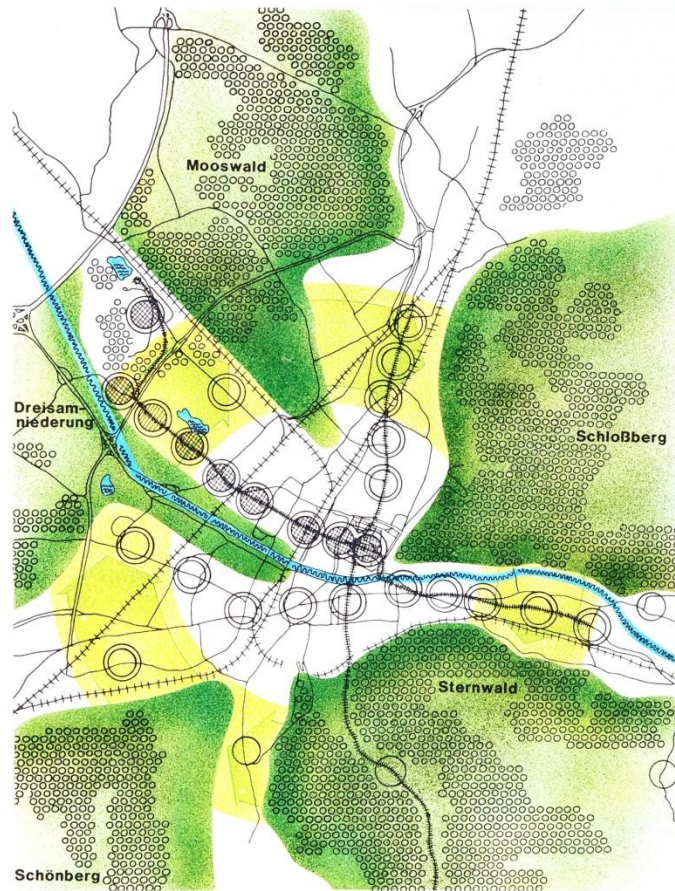 Mooswald
Dreisam-
niederung
Schloßberg
Sternwald
Schönberg